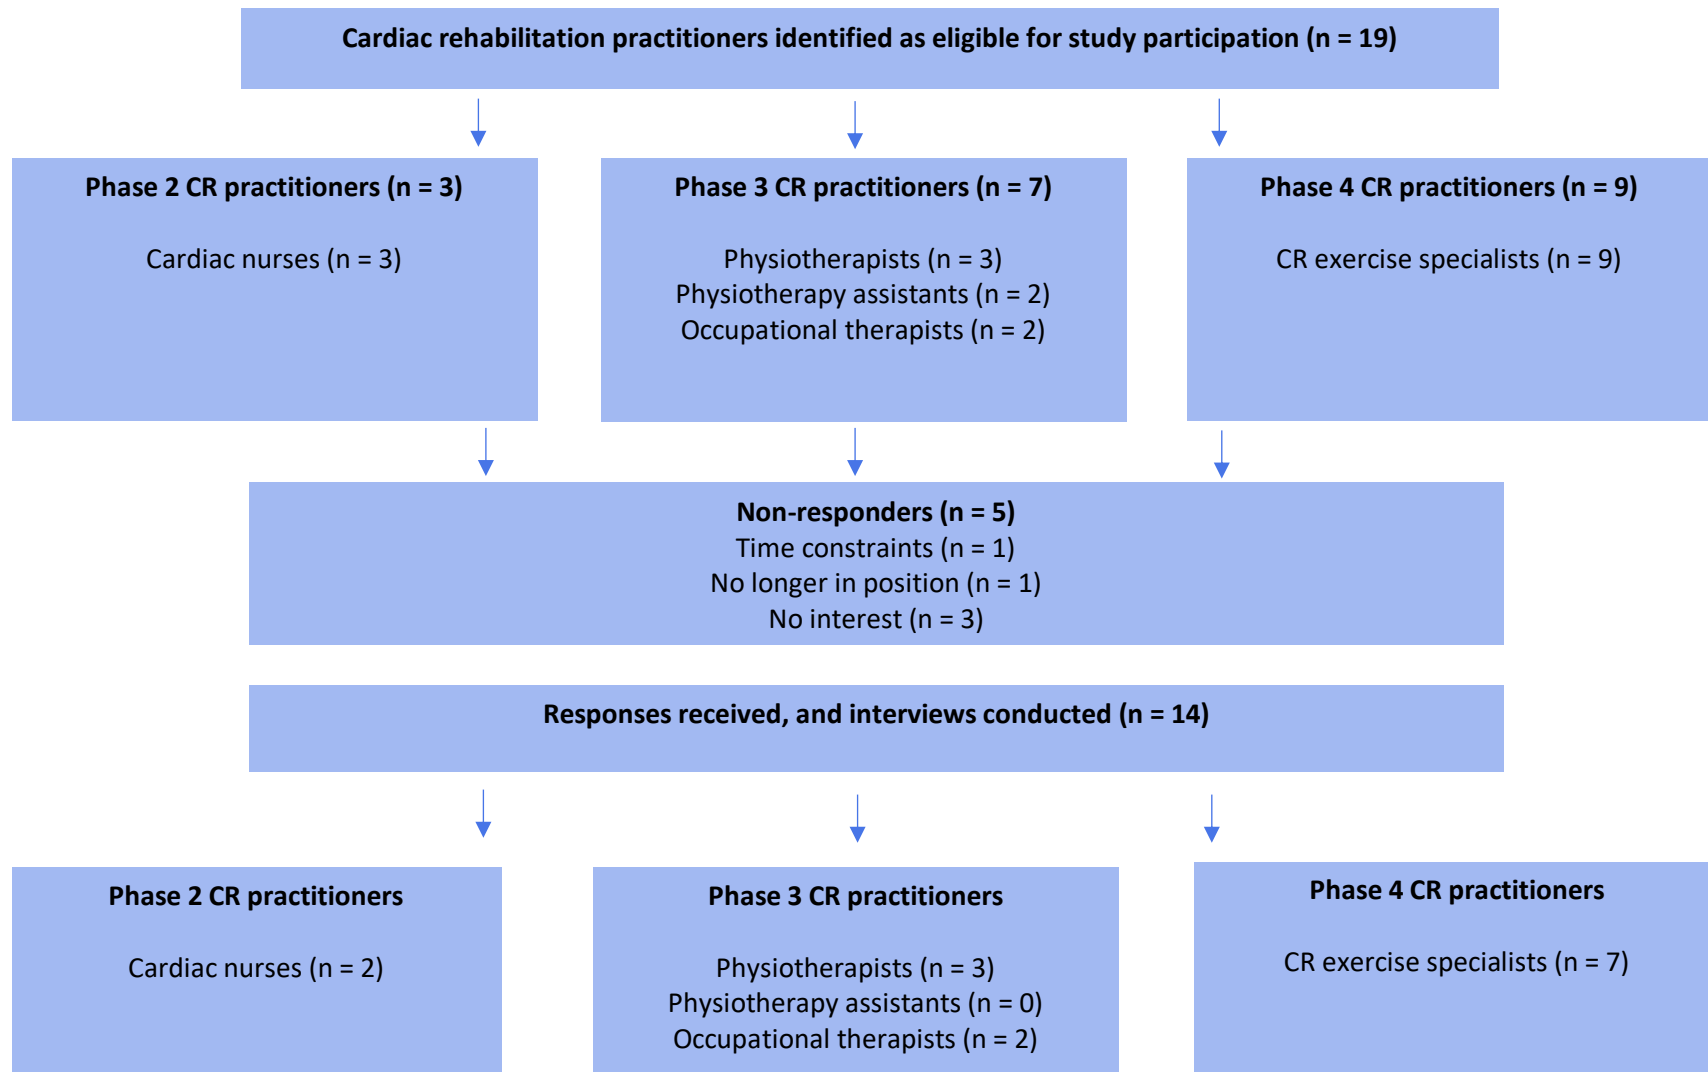 Cardiac rehabilitation practitioners identified as eligible for study participation (n = 19)
Phase 2 CR practitioners (n = 3)
Cardiac nurses (n = 3)
Phase 3 CR practitioners (n = 7)
Physiotherapists (n = 3)
Physiotherapy assistants (n = 2)
Occupational therapists (n = 2)
Phase 4 CR practitioners (n = 9)
CR exercise specialists (n = 9)
Non-responders (n = 5)
Time constraints (n = 1)
No longer in position (n = 1)
No interest (n = 3)
Responses received, and interviews conducted (n = 14)
Phase 2 CR practitioners
Cardiac nurses (n = 2)
Phase 3 CR practitioners
Physiotherapists (n = 3)
Physiotherapy assistants (n = 0)
Occupational therapists (n = 2)
Phase 4 CR practitioners
CR exercise specialists (n = 7)